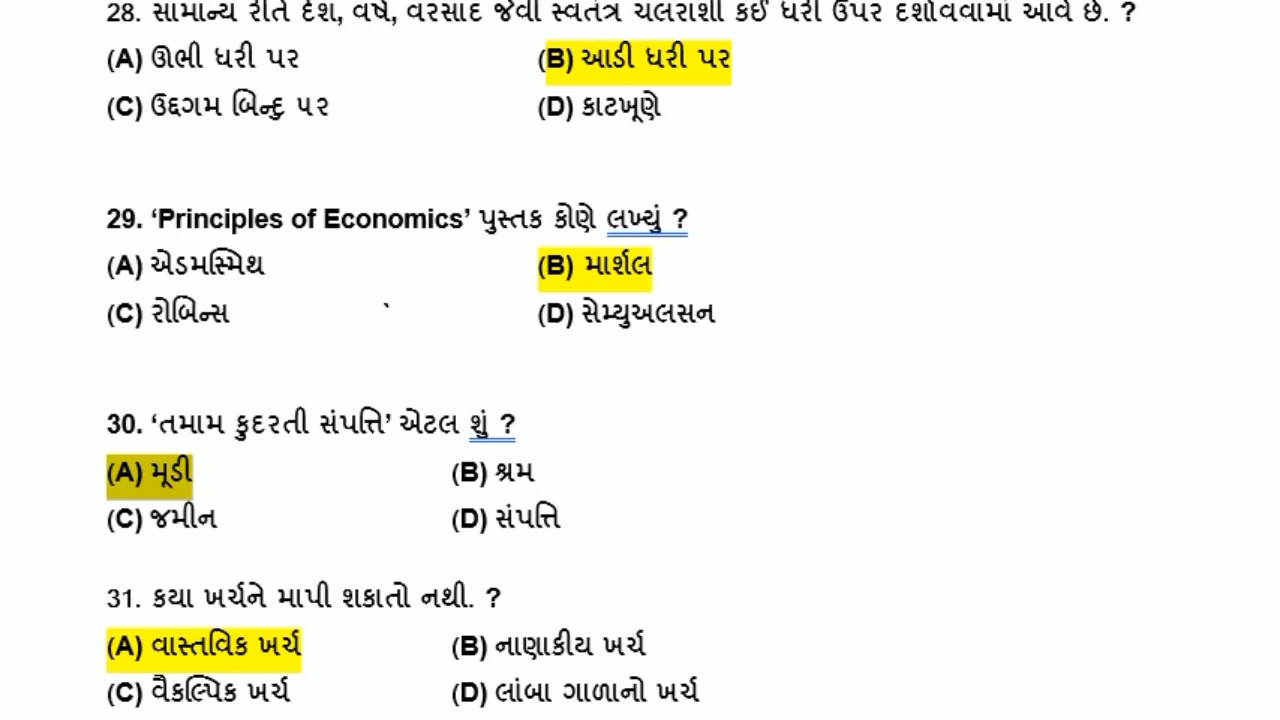 28. સામાન્ય રીતે દેશ, વર્ષ, વરસાદ જેવી સ્વતંત્ર ચલરાશી કઈ ધરી ઉપર દર્શાવવામાં આવે છે. ?
(A) ઊભી ધરી પર (B) આડી ધરી પર
(C) ઉદ્દગમ બિન્દુ પર (D) કાટખૂણે
29. ‘Principles of Economics’ પુસ્તક કોણે લખ્યું ?
(A) એડમસ્મિથ (B) માર્શલ
(C) રોબિન્સ (D) સેમ્યુઅલસન
30. ‘તમામ કુદરતી સંપત્તિ’ એટલ શું ?
(A) મૂડી (B) શ્રમ
(C) જમીન (D) સંપત્તિ
31. કયા ખર્ચને માપી શકાતો નથી. ?
(A) વાસ્તવિક ખર્ચ (B) નાણાકીય ખર્ચ
(C) વૈકલ્પિક ખર્ચ (D) લાંબા ગાળાનો ખર્ચ